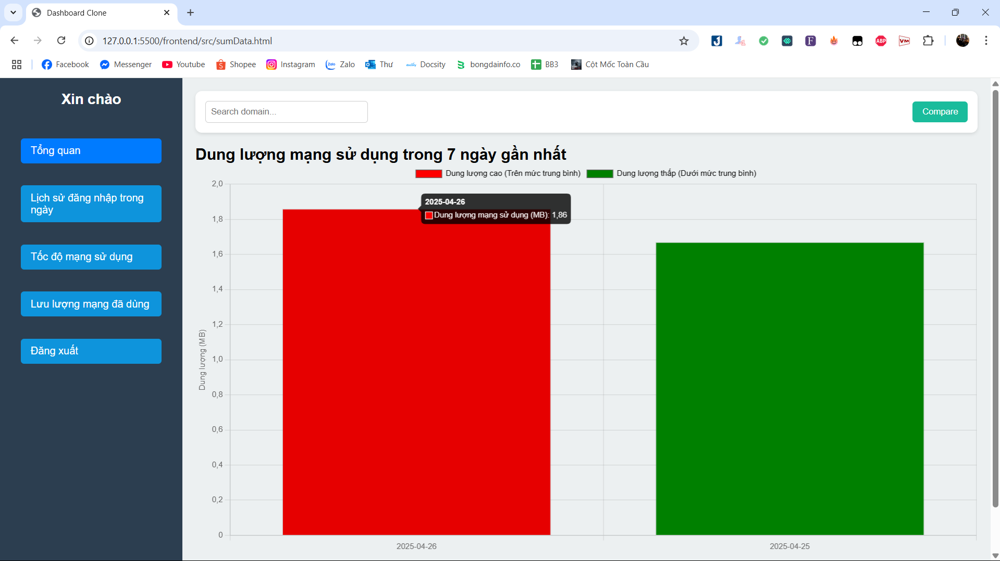 Dashboard Clone
127.0.0.1:5500/frontend/src/sumData.html
Facebook Messenger Youtube Shopee Instagram Zalo Thư Docsity bongdainfo.co BB3 Cột Mốc Toàn Cầu
Xin chào
Tổng quan
Lịch sử đăng nhập trong
ngày
Tốc độ mạng sử dụng
Lưu lượng mạng đã dùng
Đăng xuất
Search domain...
Compare
Dung lượng mạng sử dụng trong 7 ngày gần nhất
Dung lượng cao (Trên mức trung bình) Dung lượng thấp (Dưới mức trung bình)
2025-04-26
Dung lượng mạng sử dụng (MB): 1,86
Dung lượng (MB)
2,0
1,8
1,6
1,4
1,2
1,0
0,8
0,6
0,4
0,2
0
2025-04-26 2025-04-25